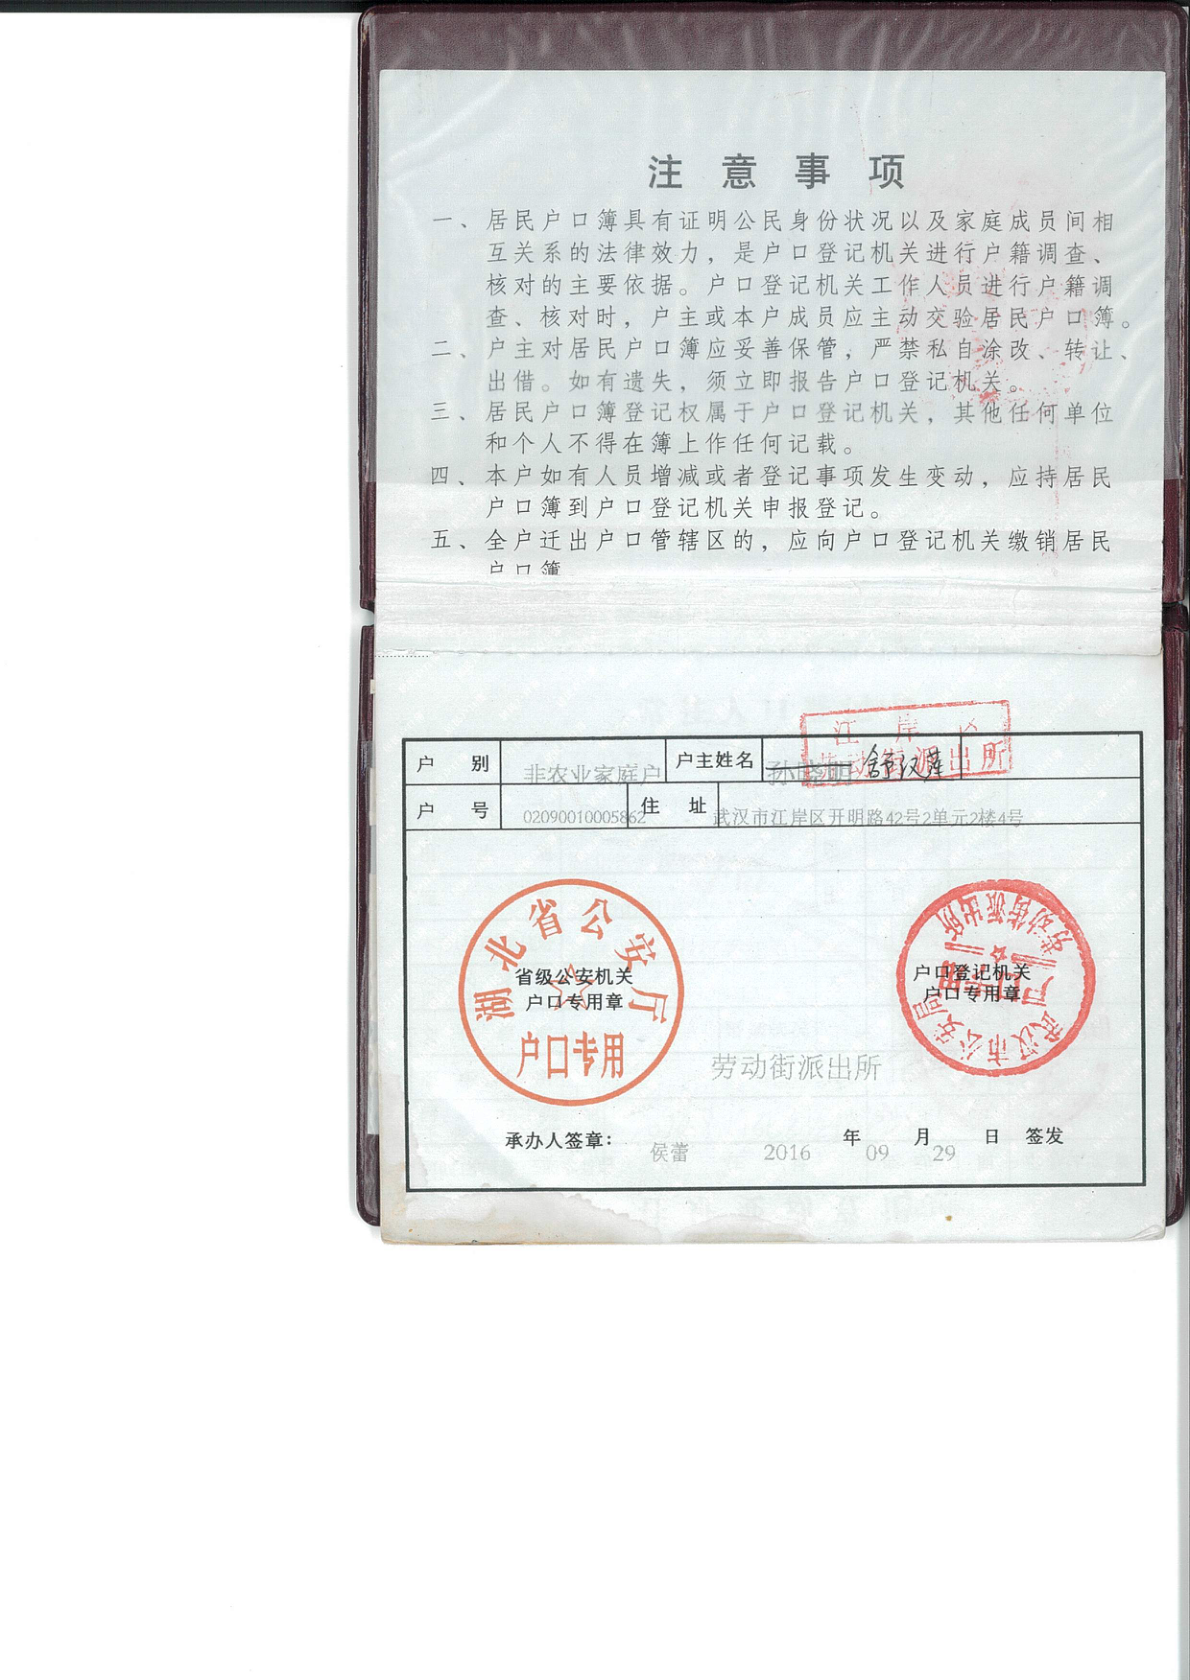 注意事项
一、居民户口簿具有证明公民身份状况以及家庭成员间相
互关系的法律效力，是户口登记机关进行户籍调查、
核对的主要依据。户口登记机关工作人员进行户籍调
查、核对时，户主或本户成员应主动交验居民户口簿。
二、户主对居民户口簿应妥善保管，严禁私自涂改、转让、
出借。如有遗失，须立即报告户口登记机关。
三、居民户口簿登记权属于户口登记机关，其他任何单位
和个人不得在簿上作任何记载。
四、本户如有人员增减或者登记事项发生变动，应持居民
户口簿到户口登记机关申报登记。
五、全户迁出户口管辖区的，应向户口登记机关缴销居民
户口簿
江岸区
劳动街派出所
户别 非农业家庭户 户主姓名 孙晓明 舒汉莲
户号 02090010005862 住址 武汉市江岸区开明路42号2单元2楼4号
湖北省公安厅
省级公安机关
户口专用章
户口专用
武汉市公安局
劳动街派出所
户口专用
户口登记机关
户口专用章
劳动街派出所
承办人签章： 侯蕾 2016 年 09 月 29 日 签发